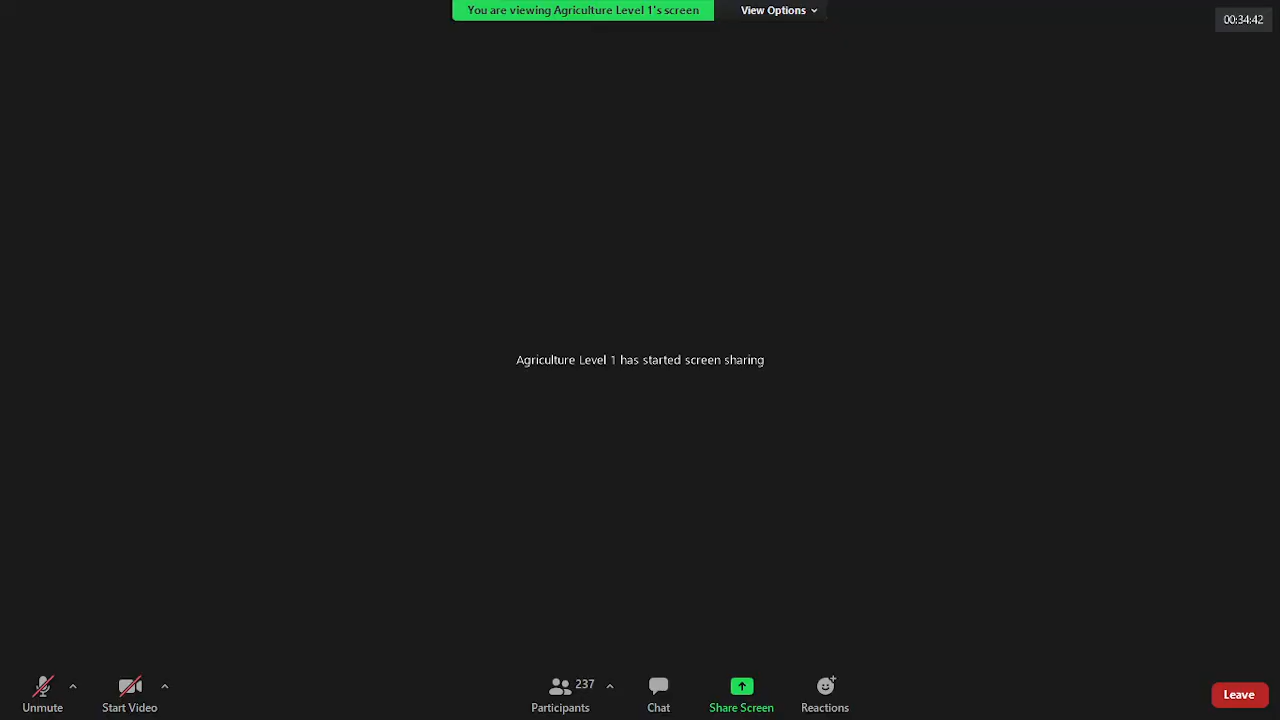 You are viewing Agriculture Level 1's screen View Options
00:34:42
Agriculture Level 1 has started screen sharing
237
Unmute Start Video Participants Chat Share Screen Reactions Leave